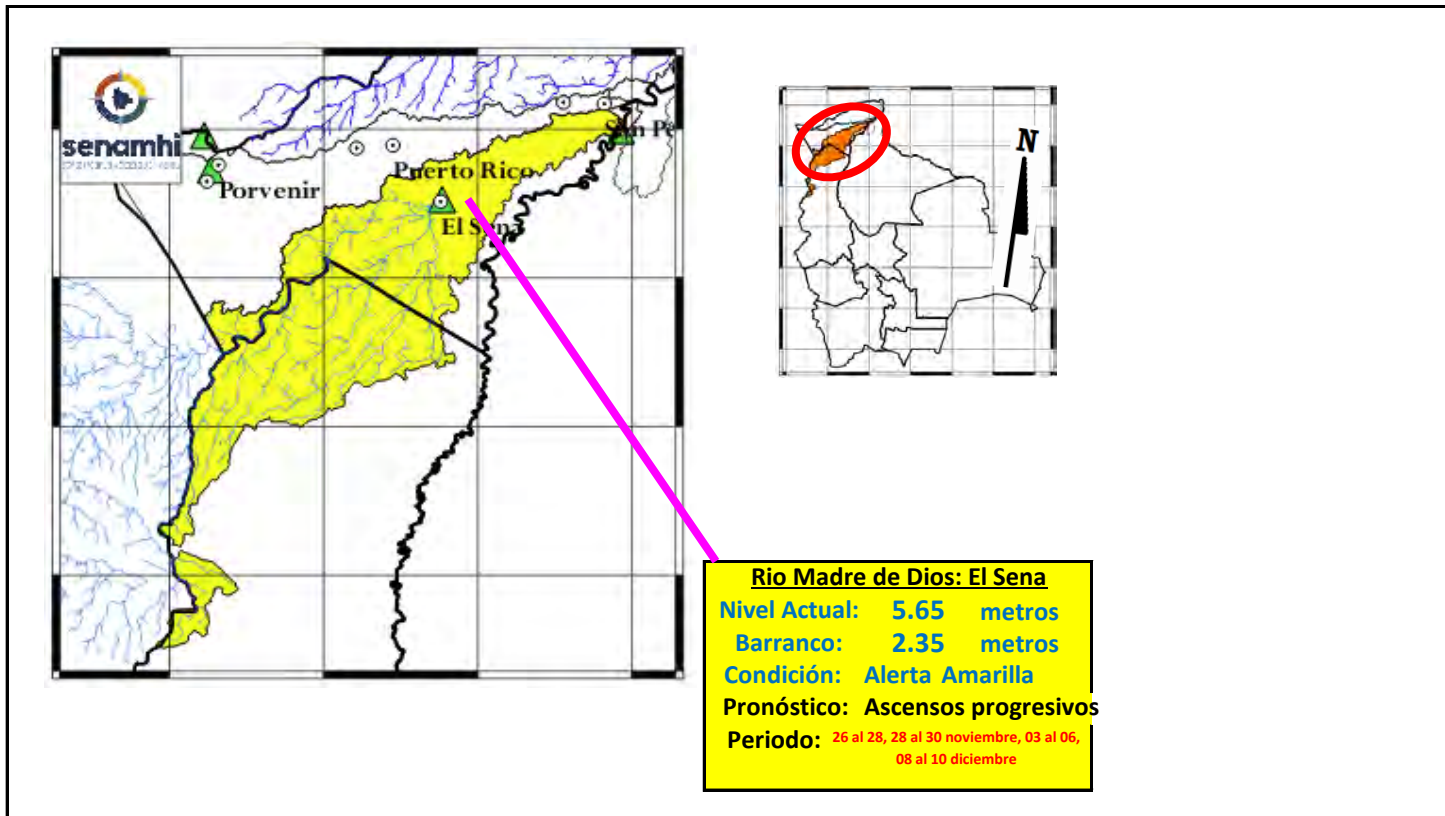 senamhi
San Pe
Puerto Rico
Porvenir
El Sena
N
Rio Madre de Dios: El Sena
Nivel Actual: 5.65 metros
Barranco: 2.35 metros
Condición: Alerta Amarilla
Pronóstico: Ascensos progresivos
Periodo: 26 al 28, 28 al 30 noviembre, 03 al 06,
08 al 10 diciembre